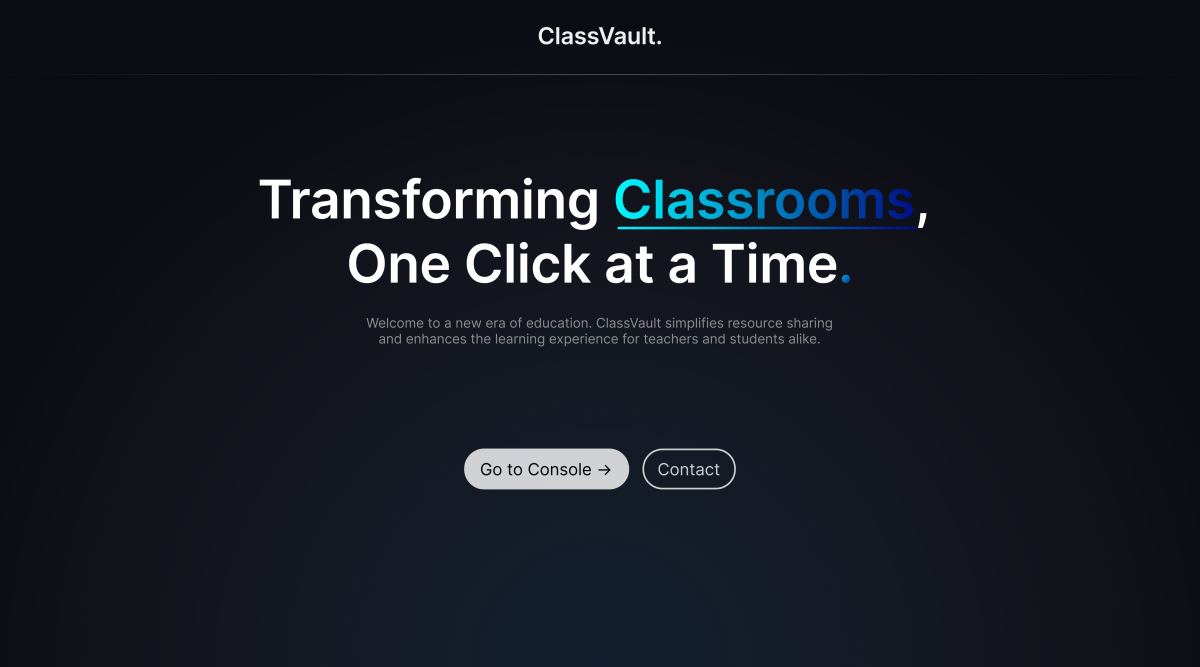 ClassVault.
Transforming Classrooms,
One Click at a Time.
Welcome to a new era of education. ClassVault simplifies resource sharing
and enhances the learning experience for teachers and students alike.
Go to Console →
Contact